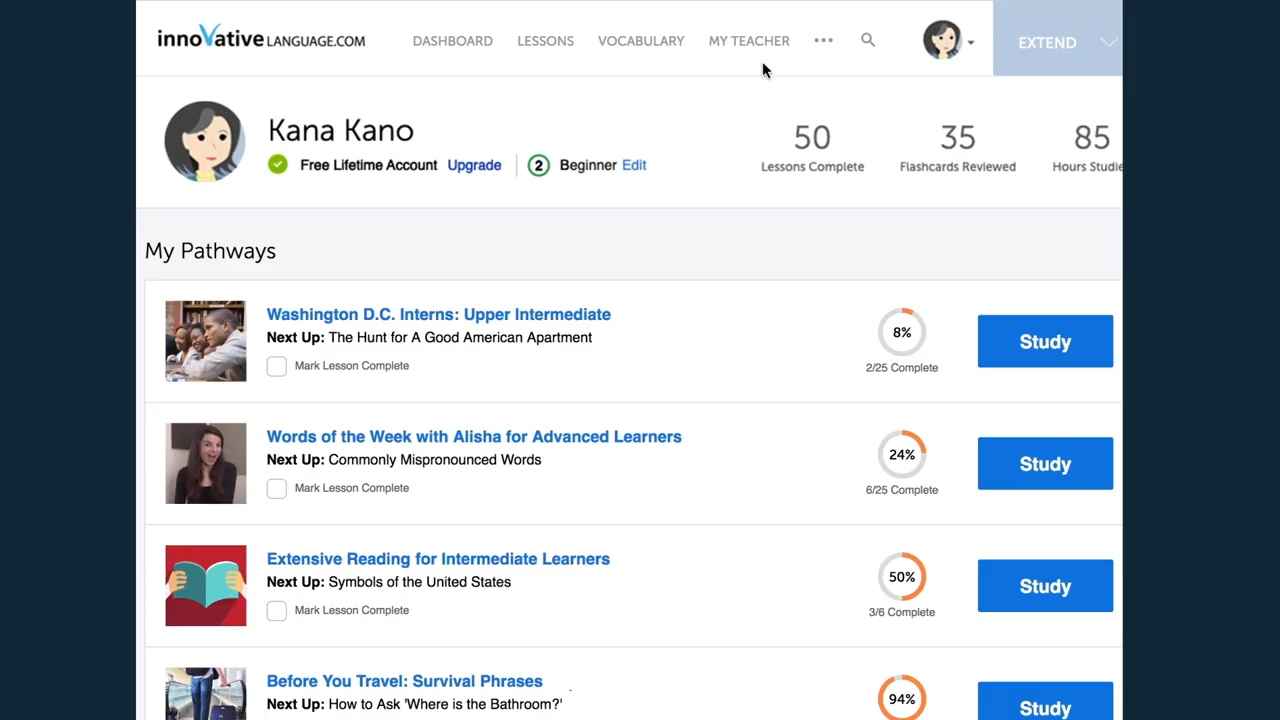 innoVative LANGUAGE.COM DASHBOARD LESSONS VOCABULARY MY TEACHER ••• EXTEND
Kana Kano
Free Lifetime Account Upgrade 2 Beginner Edit
50 35 85
Lessons Complete Flashcards Reviewed Hours Studie
My Pathways
Washington D.C. Interns: Upper Intermediate
Next Up: The Hunt for A Good American Apartment
Mark Lesson Complete
8%
2/25 Complete
Study
Words of the Week with Alisha for Advanced Learners
Next Up: Commonly Mispronounced Words
Mark Lesson Complete
24%
6/25 Complete
Study
Extensive Reading for Intermediate Learners
Next Up: Symbols of the United States
Mark Lesson Complete
50%
3/6 Complete
Study
Before You Travel: Survival Phrases
Next Up: How to Ask 'Where is the Bathroom?'
94%
Study